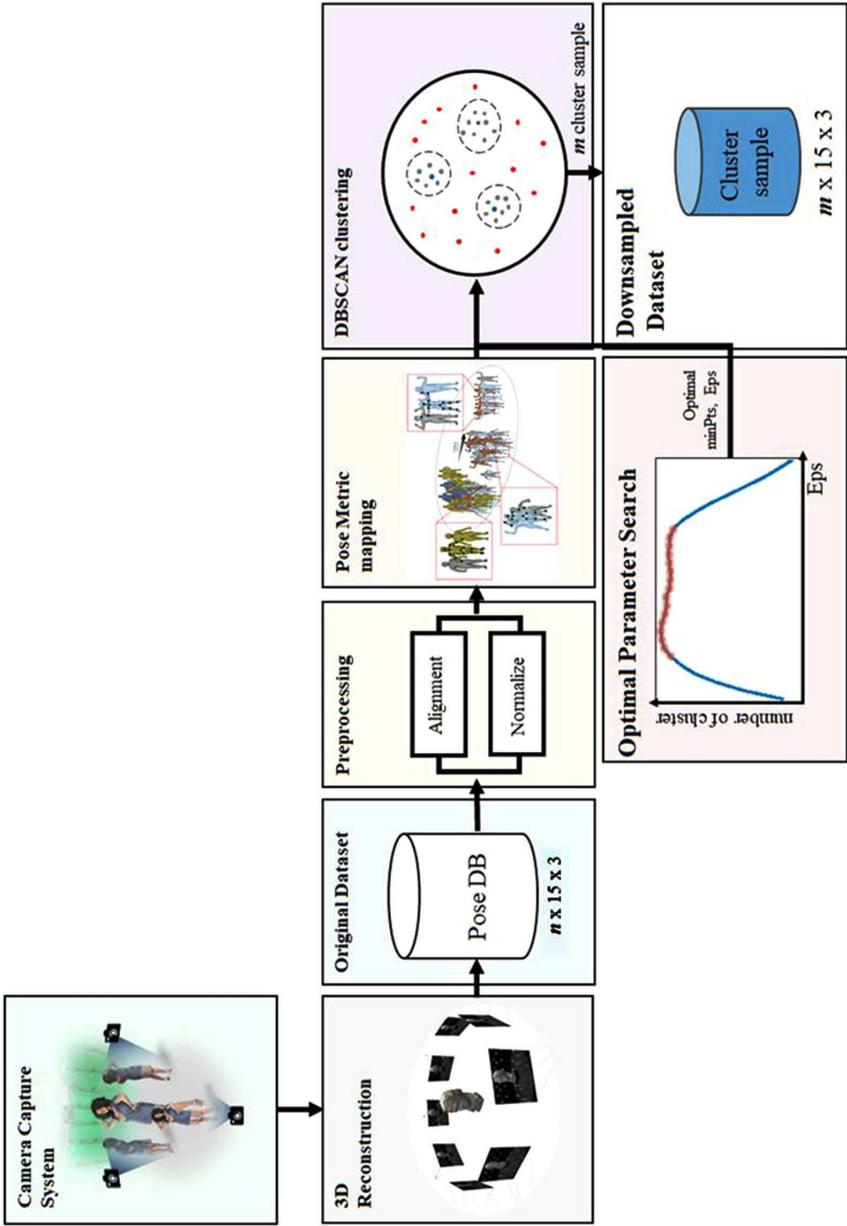 Camera Capture
System
3D
Reconstruction
Original Dataset
Pose DB
n x 15 x 3
Preprocessing
Alignment
Normalize
Pose Metric
mapping
DBSCAN clustering
m cluster sample
Optimal Parameter Search
number of cluster
Eps
Optimal
minPts, Eps
Downsampled
Dataset
Cluster
sample
m x 15 x 3